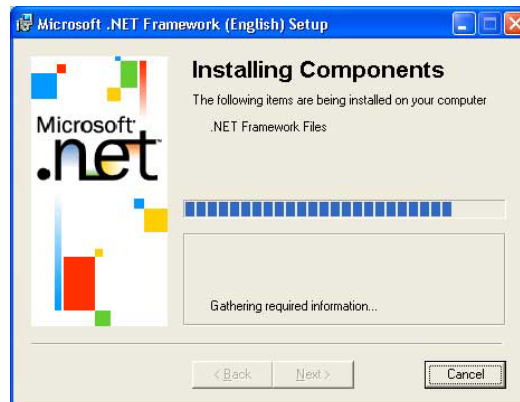 Microsoft .NET Framework (English) Setup
Installing Components
The following items are being installed on your computer
.NET Framework Files
Microsoft
.net
Gathering required information...
< Back
Next >
Cancel